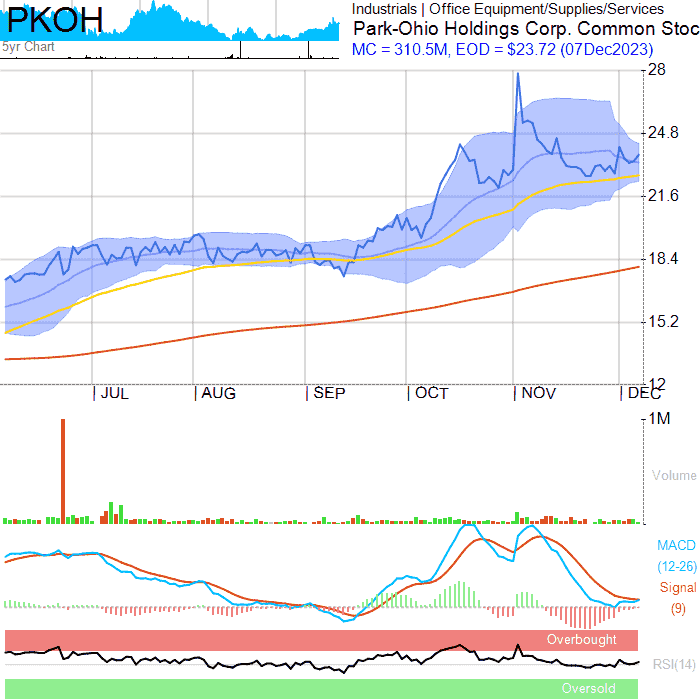 PKOH
5yr Chart
Industrials | Office Equipment/Supplies/Services
Park-Ohio Holdings Corp. Common Stoc
MC = 310.5M, EOD = $23.72 (07Dec2023)
28
24.8
21.6
18.4
15.2
12
JUL AUG SEP OCT NOV DEC
1M
Volume
MACD
(12-26)
Signal
(9)
Overbought
RSI(14)
Oversold